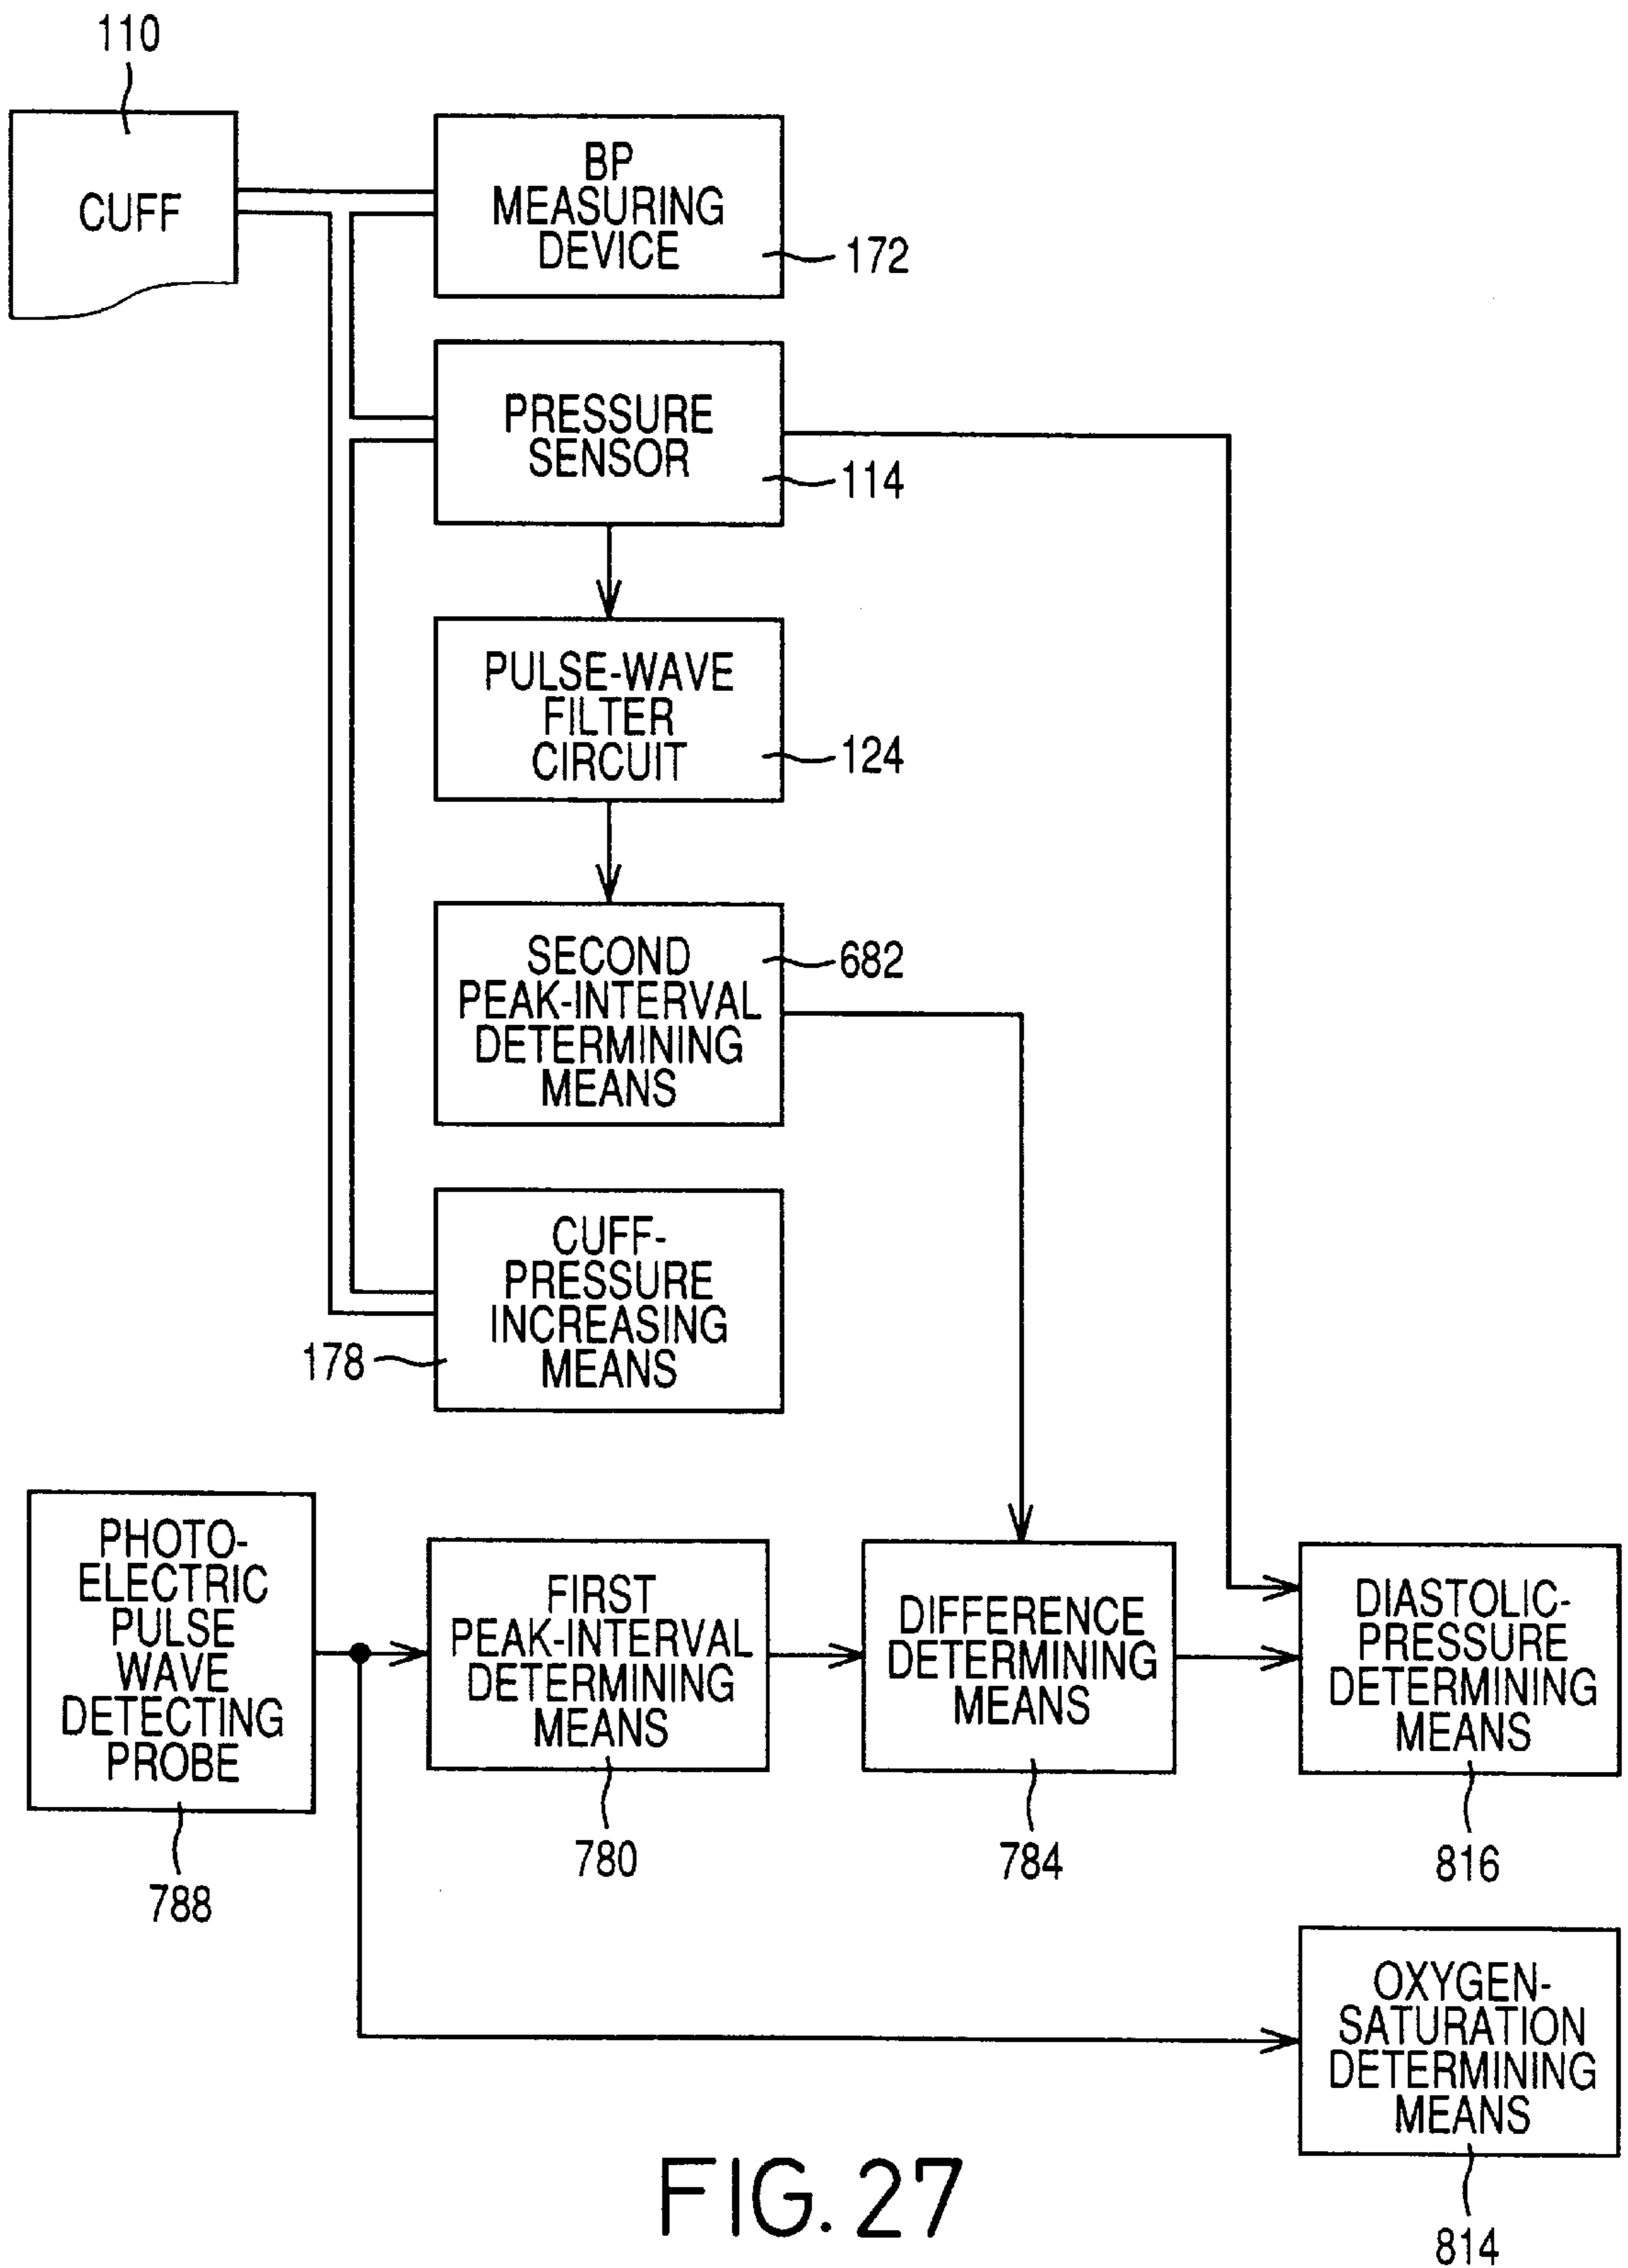 110
CUFF
BP
MEASURING
DEVICE
172
PRESSURE
SENSOR
114
PULSE-WAVE
FILTER
CIRCUIT
124
SECOND
PEAK-INTERVAL
DETERMINING
MEANS
682
CUFF-
PRESSURE
INCREASING
MEANS
178
PHOTO-
ELECTRIC
PULSE
WAVE
DETECTING
PROBE
788
FIRST
PEAK-INTERVAL
DETERMINING
MEANS
780
DIFFERENCE
DETERMINING
MEANS
784
DIASTOLIC-
PRESSURE
DETERMINING
MEANS
816
OXYGEN-
SATURATION
DETERMINING
MEANS
814
FIG. 27